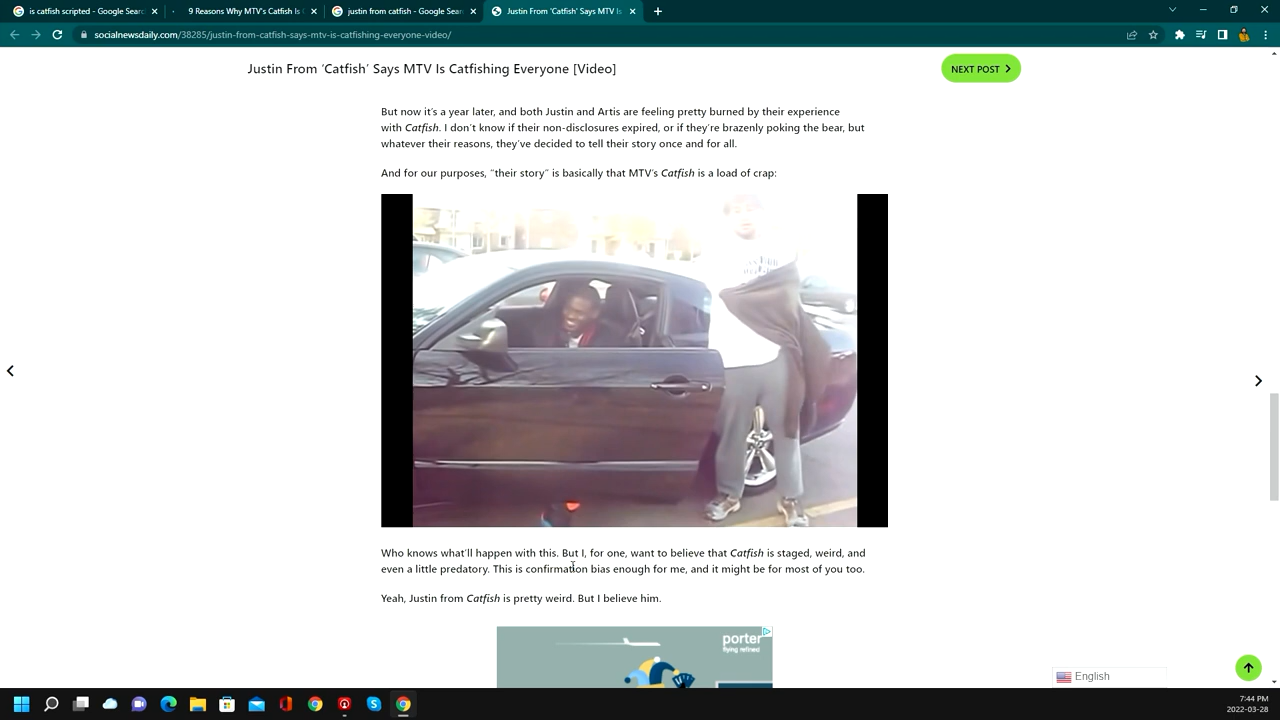 is catfish scripted - Google Searc
9 Reasons Why MTV's Catfish Is
justin from catfish - Google Sear
Justin From 'Catfish' Says MTV Is
socialnewsdaily.com/38285/justin-from-catfish-says-mtv-is-catfishing-everyone-video/
Justin From ‘Catfish’ Says MTV Is Catfishing Everyone [Video]
NEXT POST
But now it’s a year later, and both Justin and Artis are feeling pretty burned by their experience
with Catfish. I don’t know if their non-disclosures expired, or if they’re brazenly poking the bear, but
whatever their reasons, they’ve decided to tell their story once and for all.
And for our purposes, “their story” is basically that MTV’s Catfish is a load of crap:
Who knows what’ll happen with this. But I, for one, want to believe that Catfish is staged, weird, and
even a little predatory. This is confirmation bias enough for me, and it might be for most of you too.
Yeah, Justin from Catfish is pretty weird. But I believe him.
porter
flying refined
English
7:44 PM
2022-03-28